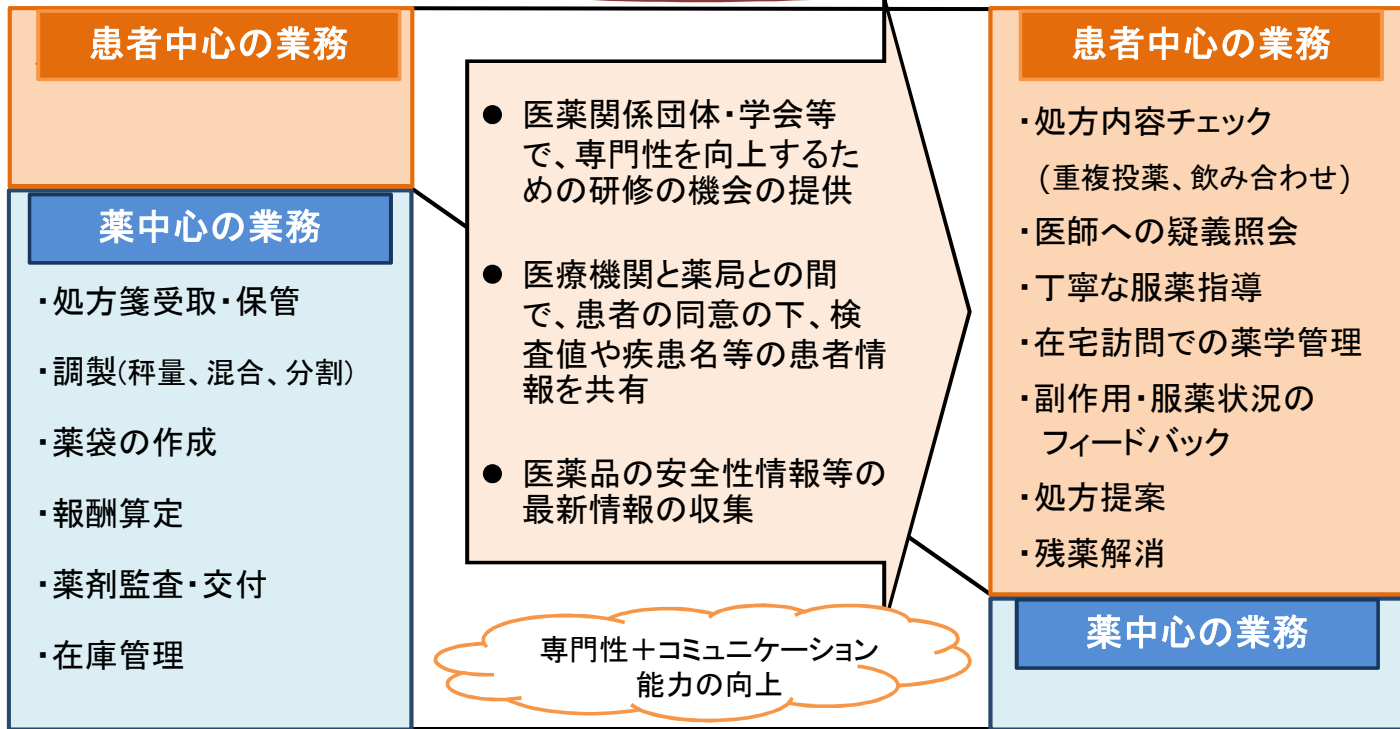 患者中心の業務
薬中心の業務
・処方箋受取・保管
・調製(秤量、混合、分割)
・薬袋の作成
・報酬算定
・薬剤監査・交付
・在庫管理
● 医薬関係団体・学会等
で、専門性を向上するた
めの研修の機会の提供
● 医療機関と薬局との間
で、患者の同意の下、検
査値や疾患名等の患者情
報を共有
● 医薬品の安全性情報等の
最新情報の収集
専門性＋コミュニケーション
能力の向上
患者中心の業務
・処方内容チェック
(重複投薬、飲み合わせ)
・医師への疑義照会
・丁寧な服薬指導
・在宅訪問での薬学管理
・副作用・服薬状況の
フィードバック
・処方提案
・残薬解消
薬中心の業務